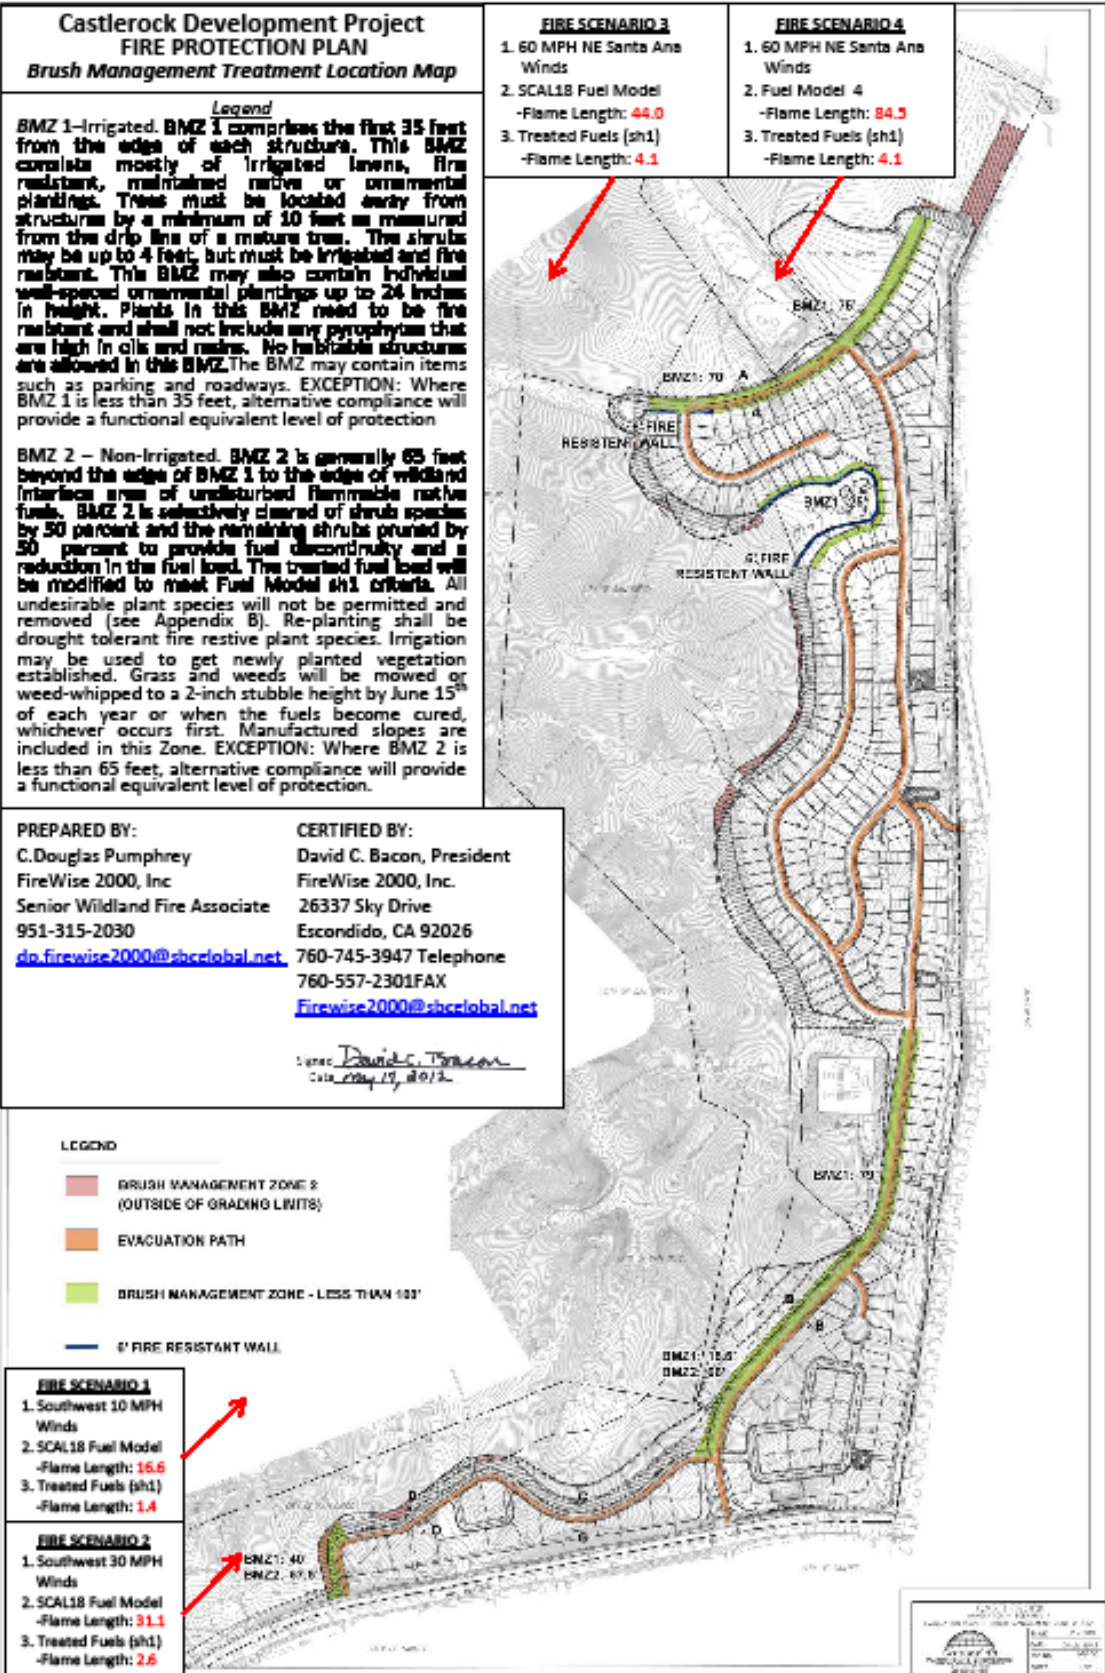 Castlerock Development Project
FIRE PROTECTION PLAN
Brush Management Treatment Location Map
Legend
BMZ 1–Irrigated. BMZ 1 comprises the first 35 feet
from the edge of each structure. This BMZ
consists mostly of irrigated lawns, fire
resistant, maintained native or ornamental
plantings. Trees must be located away from
structures by a minimum of 10 feet as measured
from the drip line of a mature tree. The shrubs
may be up to 4 feet, but must be irrigated and fire
resistant. This BMZ may also contain individual
well-spaced ornamental plantings up to 24 inches
in height. Plants in this BMZ need to be fire
resistant and shall not include any pyrophytes that
are high in oils and resins. No habitable structures
are allowed in this BMZ. The BMZ may contain items
such as parking and roadways. EXCEPTION: Where
BMZ 1 is less than 35 feet, alternative compliance will
provide a functional equivalent level of protection
BMZ 2 – Non-Irrigated. BMZ 2 is generally 65 feet
beyond the edge of BMZ 1 to the edge of wildland
interface area of undisturbed flammable native
fuels. BMZ 2 is selectively cleared of shrub species
by 50 percent and the remaining shrubs pruned by
50 percent to provide fuel discontinuity and a
reduction in the fuel load. The treated fuel load will
be modified to meet Fuel Model sh1 criteria. All
undesirable plant species will not be permitted and
removed (see Appendix B). Re-planting shall be
drought tolerant fire restive plant species. Irrigation
may be used to get newly planted vegetation
established. Grass and weeds will be mowed or
weed-whipped to a 2-inch stubble height by June 15th
of each year or when the fuels become cured,
whichever occurs first. Manufactured slopes are
included in this Zone. EXCEPTION: Where BMZ 2 is
less than 65 feet, alternative compliance will provide
a functional equivalent level of protection.
PREPARED BY:
C.Douglas Pumphrey
FireWise 2000, Inc
Senior Wildland Fire Associate
951-315-2030
dp.firewise2000@sbcglobal.net
CERTIFIED BY:
David C. Bacon, President
FireWise 2000, Inc.
26337 Sky Drive
Escondido, CA 92026
760-745-3947 Telephone
760-557-2301FAX
Firewise2000@sbcglobal.net
Signed David C. Bacon
Date May 17, 2012
FIRE SCENARIO 3
1. 60 MPH NE Santa Ana
Winds
2. SCAL18 Fuel Model
-Flame Length: 44.0
3. Treated Fuels (sh1)
-Flame Length: 4.1
FIRE SCENARIO 4
1. 60 MPH NE Santa Ana
Winds
2. Fuel Model 4
-Flame Length: 84.5
3. Treated Fuels (sh1)
-Flame Length: 4.1
BMZ1: 76'
BMZ1: 70'
A
A
6' FIRE
RESISTENT WALL
BMZ1:
6' FIRE
RESISTENT WALL
BMZ1: 79'
B
B
BMZ1:
BMZ2:
LEGEND
BRUSH MANAGEMENT ZONE 2
(OUTSIDE OF GRADING LIMITS)
EVACUATION PATH
BRUSH MANAGEMENT ZONE - LESS THAN 100'
6' FIRE RESISTANT WALL
FIRE SCENARIO 1
1. Southwest 10 MPH
Winds
2. SCAL18 Fuel Model
-Flame Length: 16.6
3. Treated Fuels (sh1)
-Flame Length: 1.4
FIRE SCENARIO 2
1. Southwest 30 MPH
Winds
2. SCAL18 Fuel Model
-Flame Length: 31.1
3. Treated Fuels (sh1)
-Flame Length: 2.6
D
D
C
BMZ1: 40'
BMZ2: